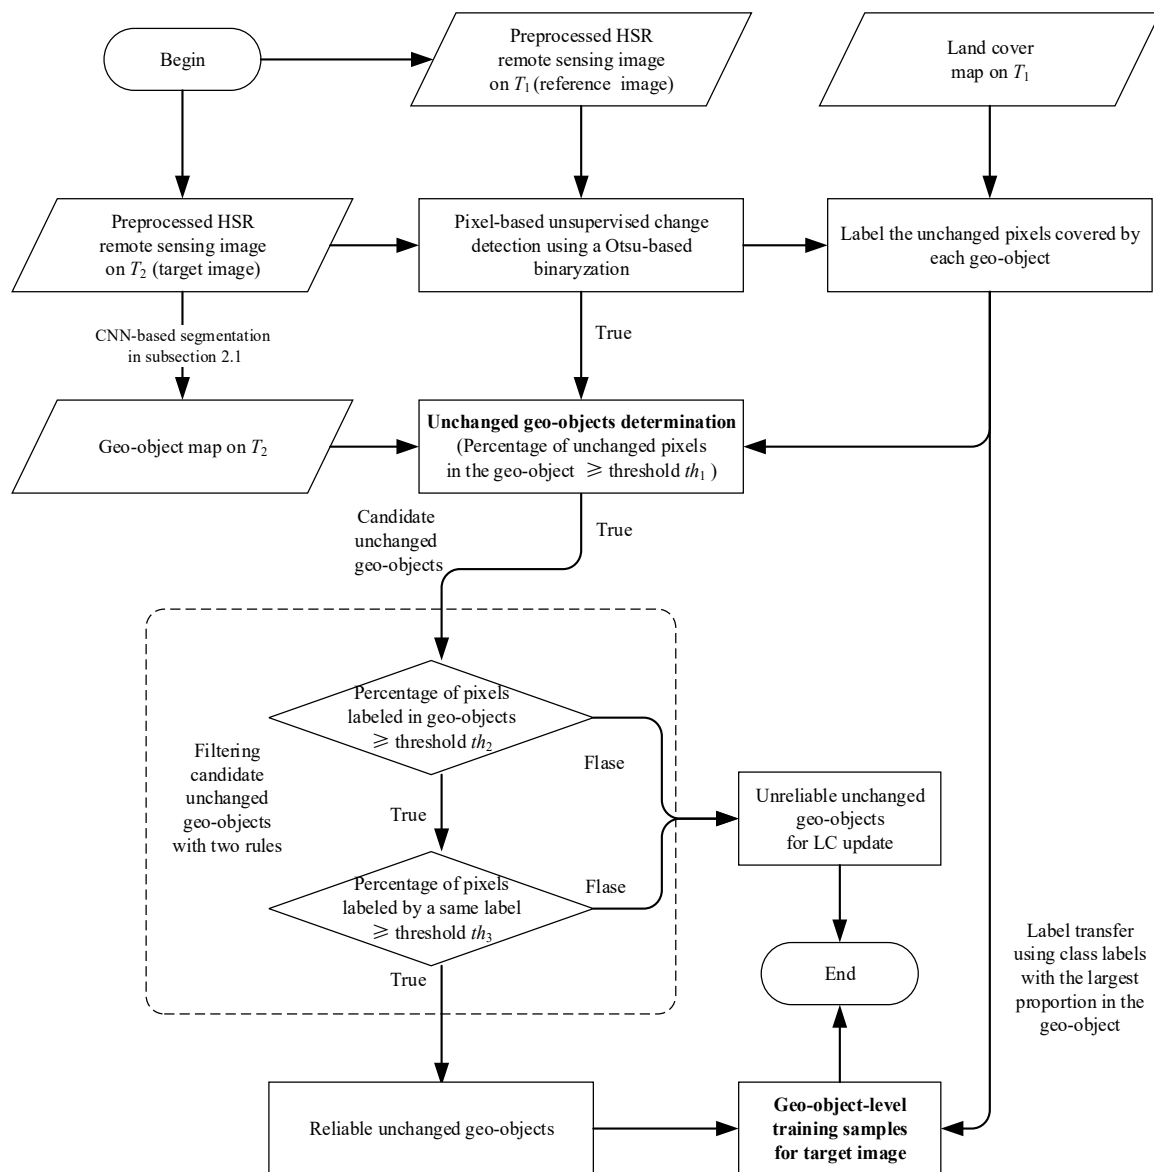 Begin
Preprocessed HSR
remote sensing image
on T1 (reference image)
Land cover
map on T1
Preprocessed HSR
remote sensing image
on T2 (target image)
Pixel-based unsupervised change
detection using a Otsu-based
binaryzation
Label the unchanged pixels covered by
each geo-object
CNN-based segmentation
in subsection 2.1
True
Geo-object map on T2
Unchanged geo-objects determination
(Percentage of unchanged pixels
in the geo-object ≥ threshold th1 )
Candidate
unchanged
geo-objects
True
Percentage of pixels
labeled in geo-objects
≥ threshold th2
Flase
Filtering
candidate
unchanged
geo-objects
with two rules
True
Unreliable unchanged
geo-objects
for LC update
Percentage of pixels
labeled by a same label
≥ threshold th3
Flase
True
End
Label transfer
using class labels
with the largest
proportion in the
geo-object
Reliable unchanged geo-objects
Geo-object-level
training samples
for target image